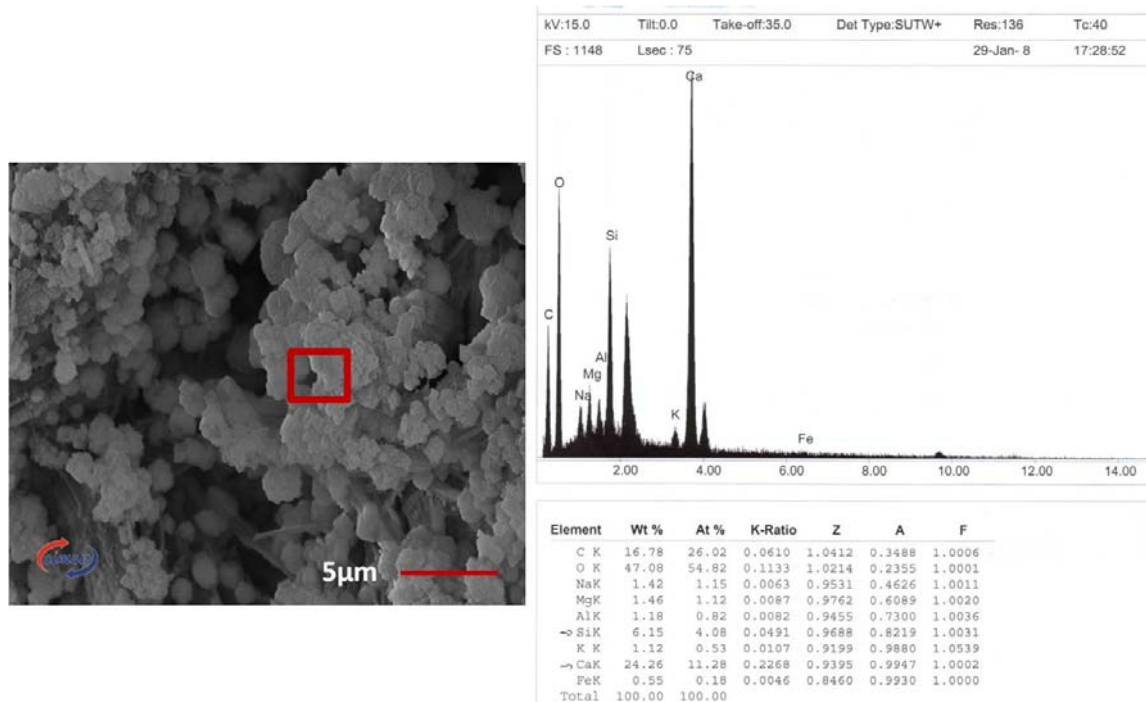 kV:15.0 Tilt:0.0 Take-off:35.0 Det Type:SUTW+ Res:136 Tc:40
FS : 1148 Lsec : 75 29-Jan- 8 17:28:52
Ca
O
Si
C
Al
Mg
Na
K
Fe
2.00 4.00 6.00 8.00 10.00 12.00 14.00
5μm
Element Wt % At % K-Ratio Z A F
C K 16.78 26.02 0.0610 1.0412 0.3488 1.0006
O K 47.08 54.82 0.1133 1.0214 0.2355 1.0001
NaK 1.42 1.15 0.0063 0.9531 0.4626 1.0011
MgK 1.46 1.12 0.0087 0.9762 0.6089 1.0020
AlK 1.18 0.82 0.0082 0.9455 0.7300 1.0036
SiK 6.15 4.08 0.0491 0.9688 0.8219 1.0031
K K 1.12 0.53 0.0107 0.9199 0.9880 1.0539
CaK 24.26 11.28 0.2268 0.9395 0.9947 1.0002
FeK 0.55 0.18 0.0046 0.8460 0.9930 1.0000
Total 100.00 100.00